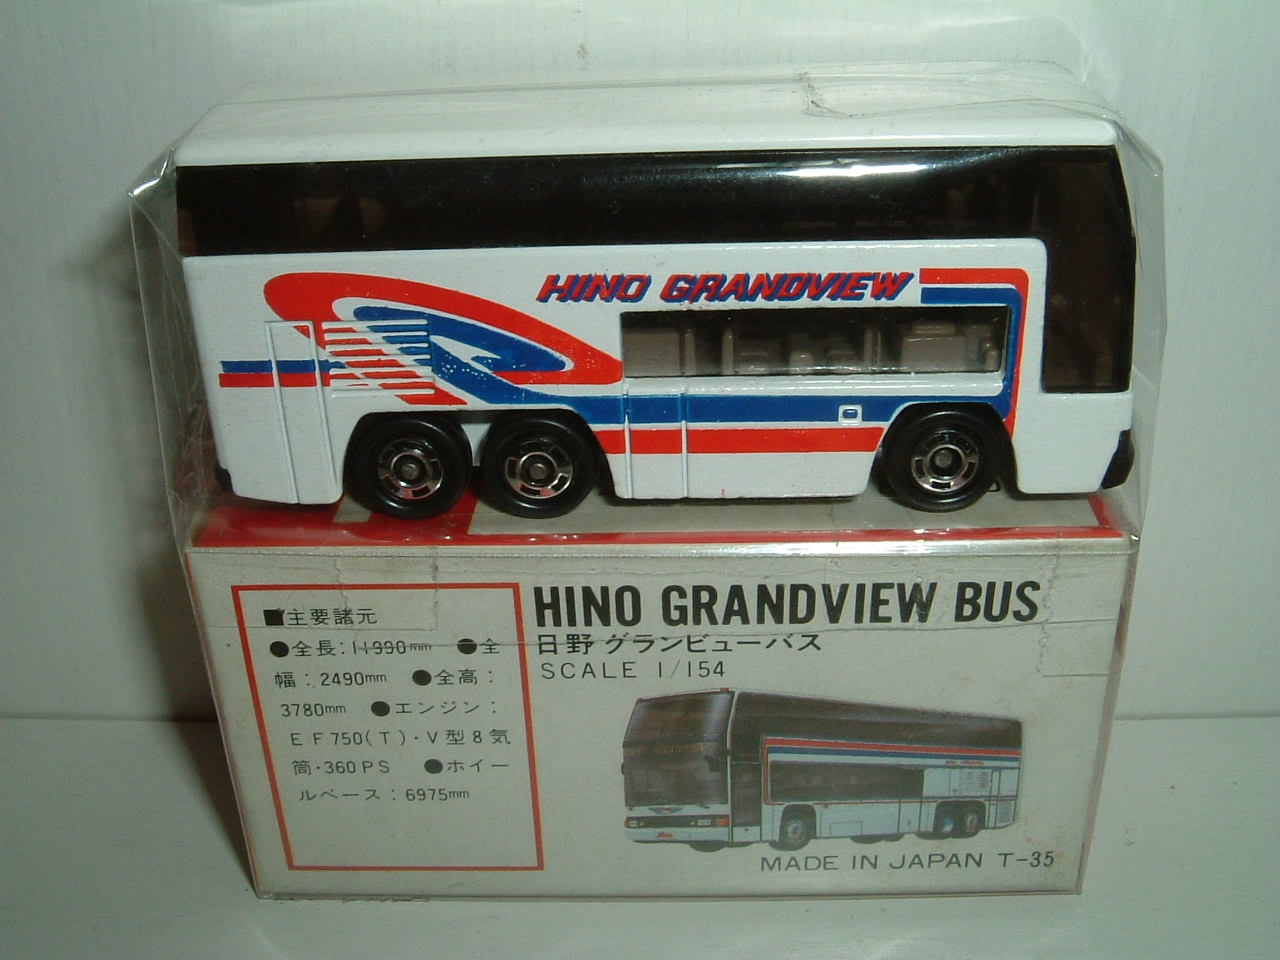 HINO GRANDVIEW
HINO GRANDVIEW BUS
日野 グランビューバス
SCALE 1/154
■主要諸元
●全長:11990mm ●全
幅:2490mm ●全高:
3780mm ●エンジン:
EF750(T)・V型8気
筒・360PS ●ホイー
ルベース:6975mm
MADE IN JAPAN T-35